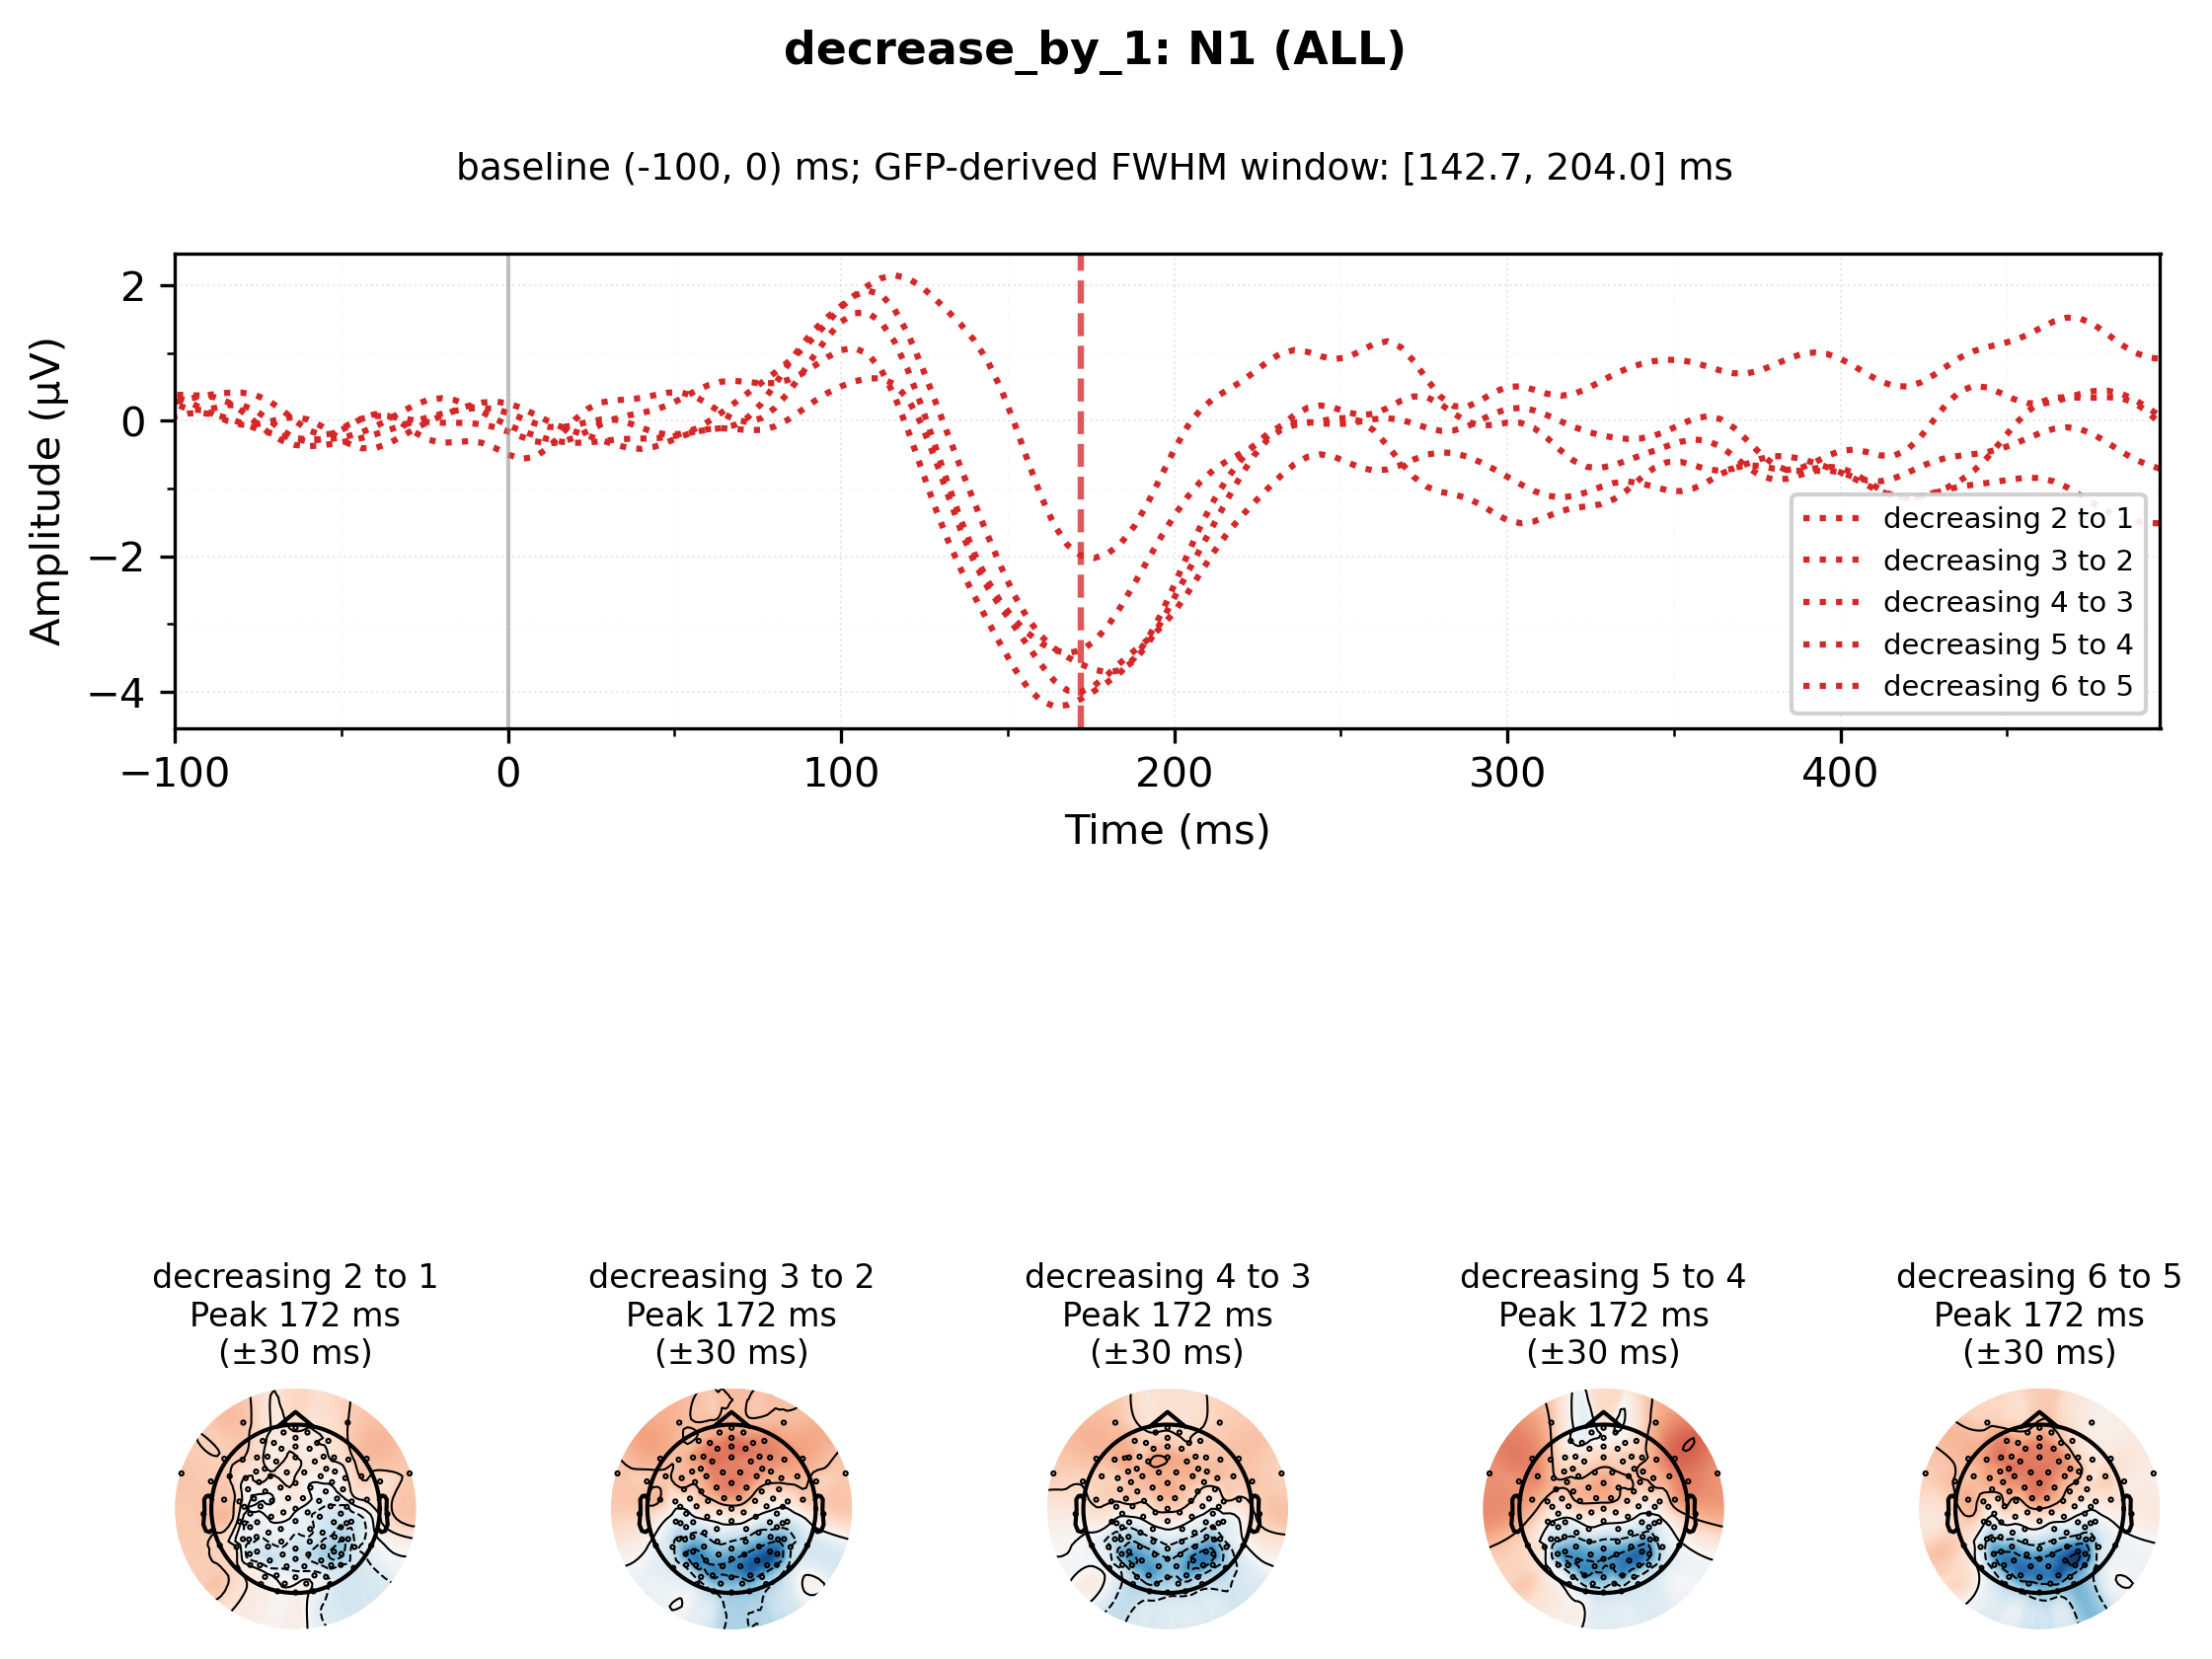 decrease_by_1: N1 (ALL)
baseline (-100, 0) ms; GFP-derived FWHM window: [142.7, 204.0] ms
Amplitude (µV)
2
0
−2
−4
decreasing 2 to 1
decreasing 3 to 2
decreasing 4 to 3
decreasing 5 to 4
decreasing 6 to 5
−100 0 100 200 300 400
Time (ms)
decreasing 2 to 1 decreasing 3 to 2 decreasing 4 to 3 decreasing 5 to 4 decreasing 6 to 5
Peak 172 ms Peak 172 ms Peak 172 ms Peak 172 ms Peak 172 ms
(±30 ms) (±30 ms) (±30 ms) (±30 ms) (±30 ms)